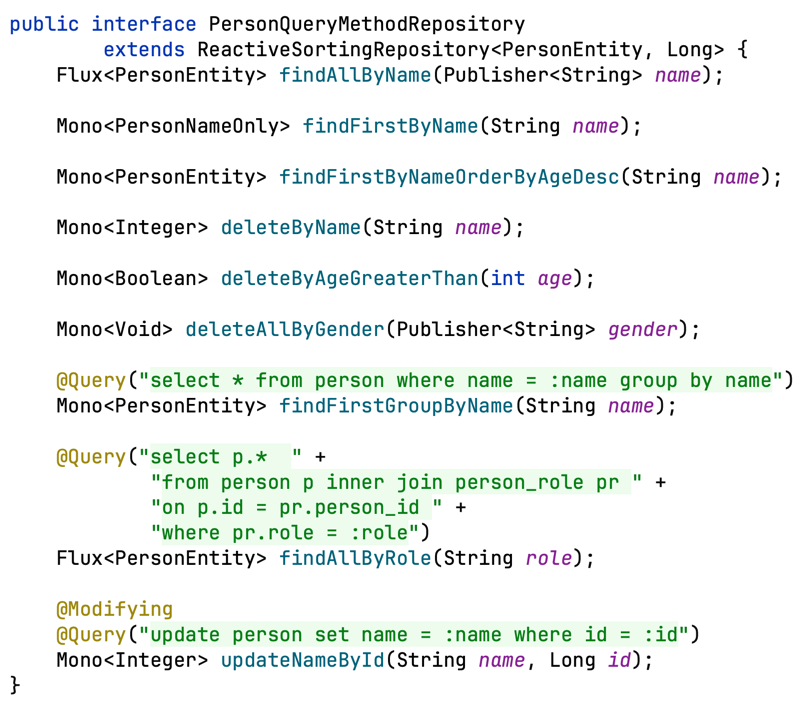 public interface PersonQueryMethodRepository
        extends ReactiveSortingRepository<PersonEntity, Long> {
    Flux<PersonEntity> findAllByName(Publisher<String> name);

    Mono<PersonNameOnly> findFirstByName(String name);

    Mono<PersonEntity> findFirstByNameOrderByAgeDesc(String name);

    Mono<Integer> deleteByName(String name);

    Mono<Boolean> deleteByAgeGreaterThan(int age);

    Mono<Void> deleteAllByGender(Publisher<String> gender);

    @Query("select * from person where name = :name group by name")
    Mono<PersonEntity> findFirstGroupByName(String name);

    @Query("select p.*  " +
            "from person p inner join person_role pr " +
            "on p.id = pr.person_id " +
            "where pr.role = :role")
    Flux<PersonEntity> findAllByRole(String role);

    @Modifying
    @Query("update person set name = :name where id = :id")
    Mono<Integer> updateNameById(String name, Long id);
}